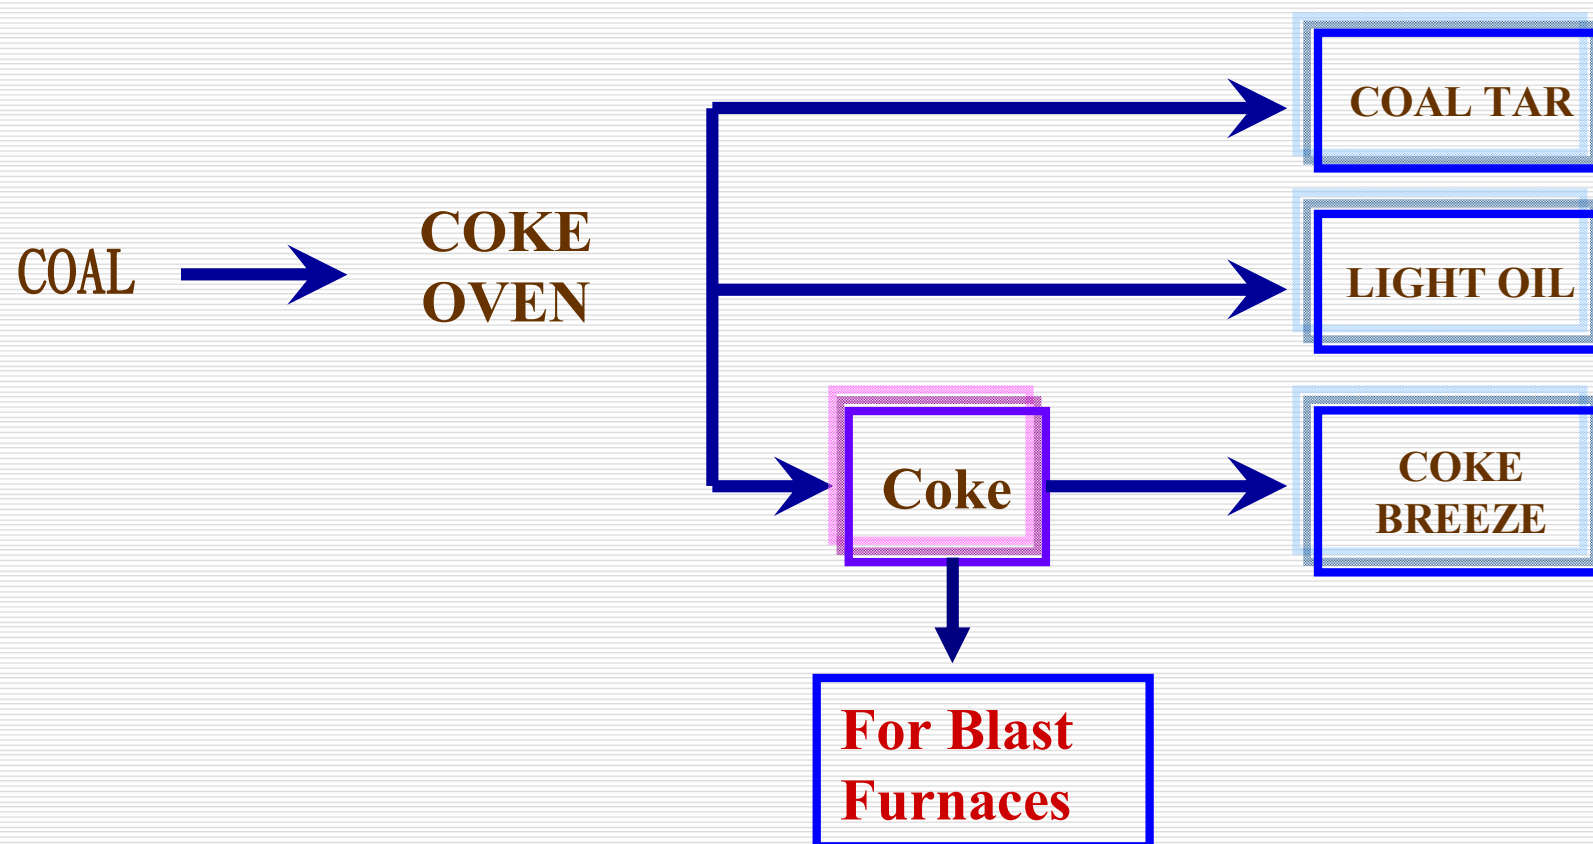 COAL
COKE
OVEN
COAL TAR
LIGHT OIL
Coke
COKE
BREEZE
For Blast
Furnaces